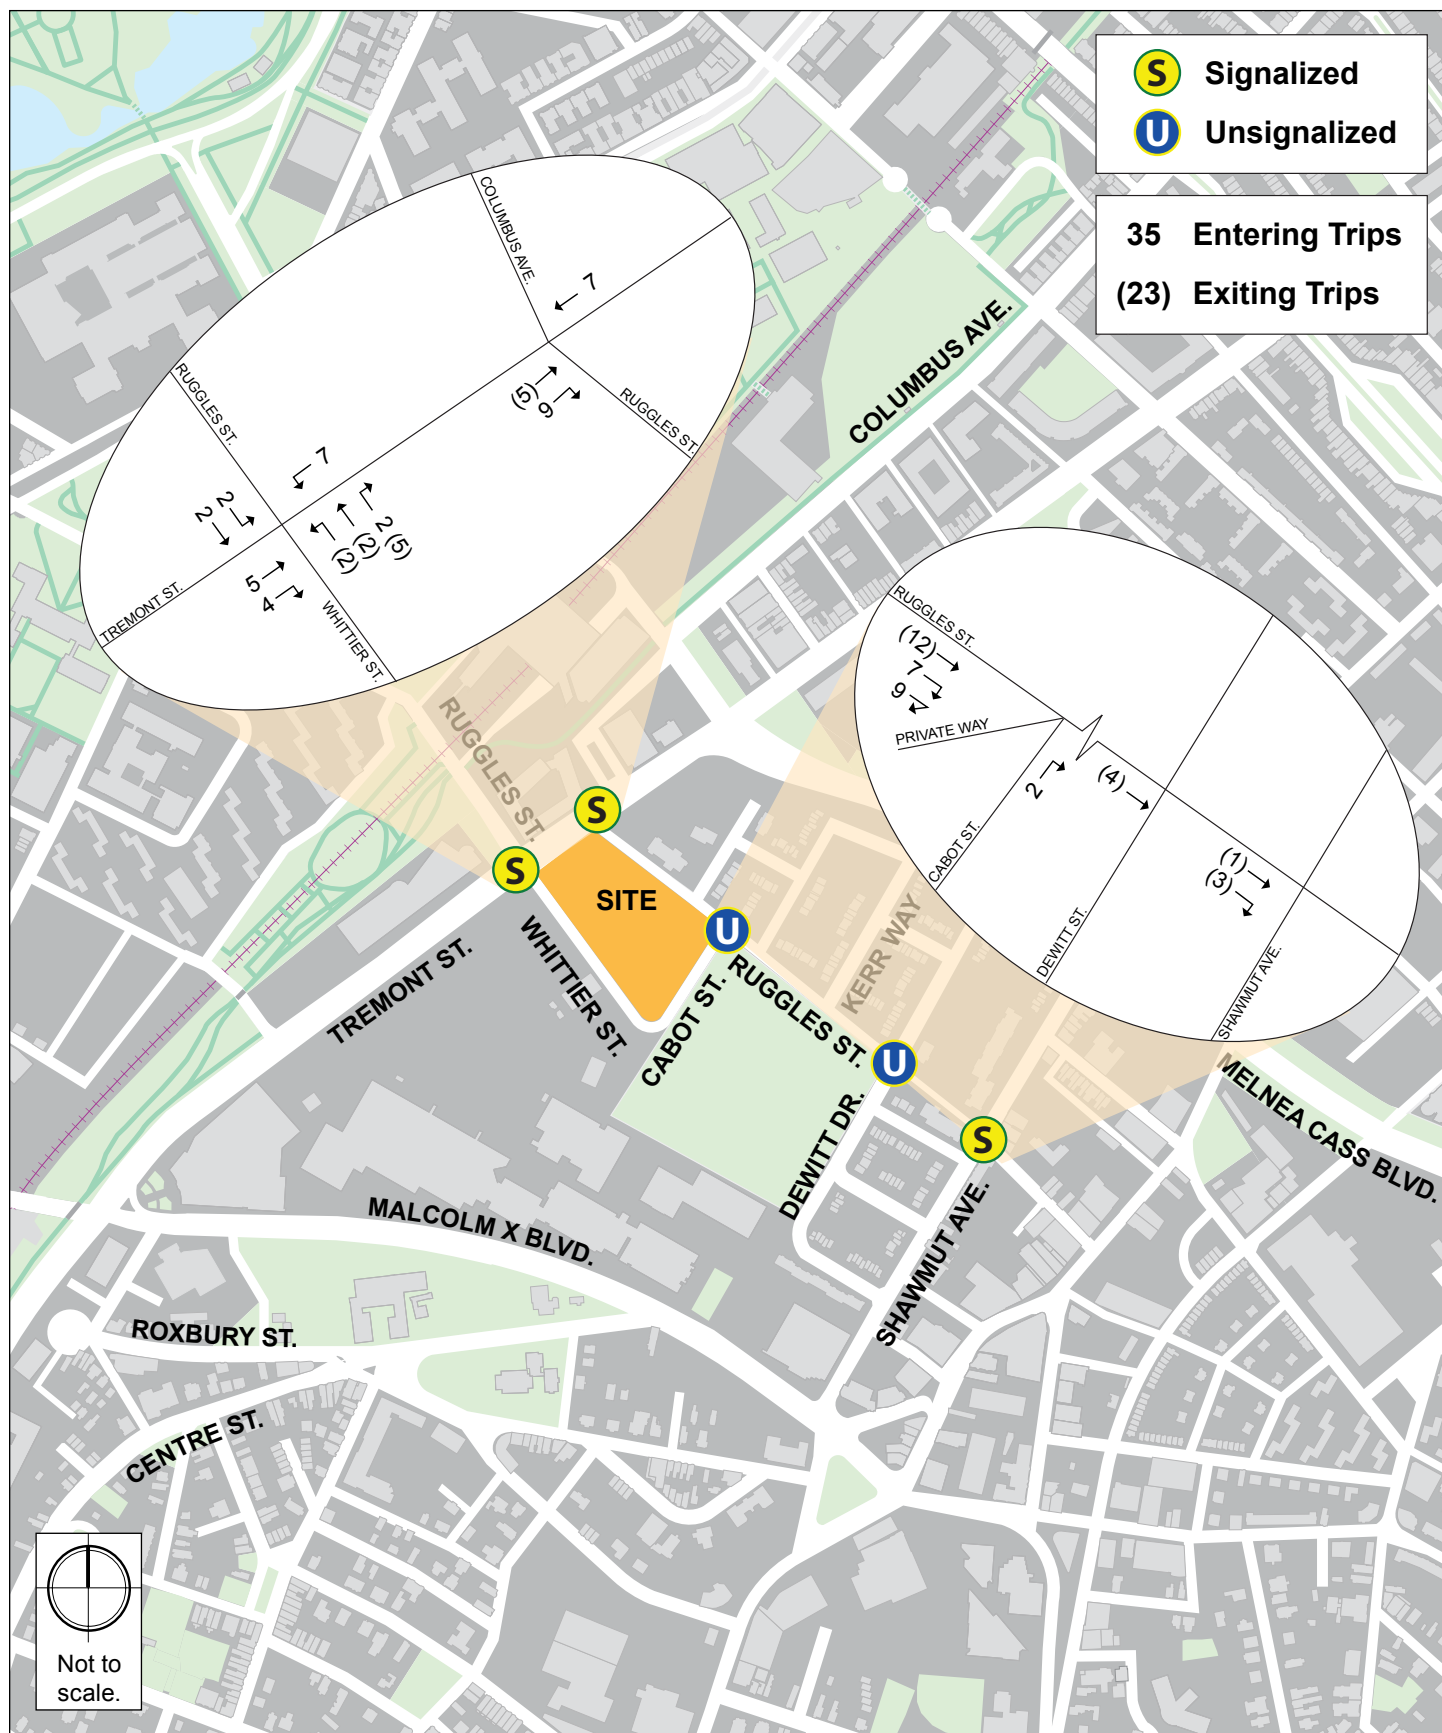 S Signalized
U Unsignalized
35 Entering Trips
(23) Exiting Trips
COLUMBUS AVE.
7
RUGGLES ST.
(5)
9
RUGGLES ST.
7
2
2
2 (5)
(2)
(2)
5
4
TREMONT ST.
WHITTIER ST.
COLUMBUS AVE.
RUGGLES ST.
(12)
7
9
PRIVATE WAY
2
(4)
CABOT ST.
(1)
(3)
DEWITT ST.
SHAWMUT AVE.
RUGGLES ST.
S
S
SITE
U
WHITTIER ST.
TREMONT ST.
CABOT ST.
RUGGLES ST.
KERR WAY
U
DEWITT DR.
S
MELNEA CASS BLVD.
SHAWMUT AVE.
MALCOLM X BLVD.
ROXBURY ST.
CENTRE ST.
Not to
scale.